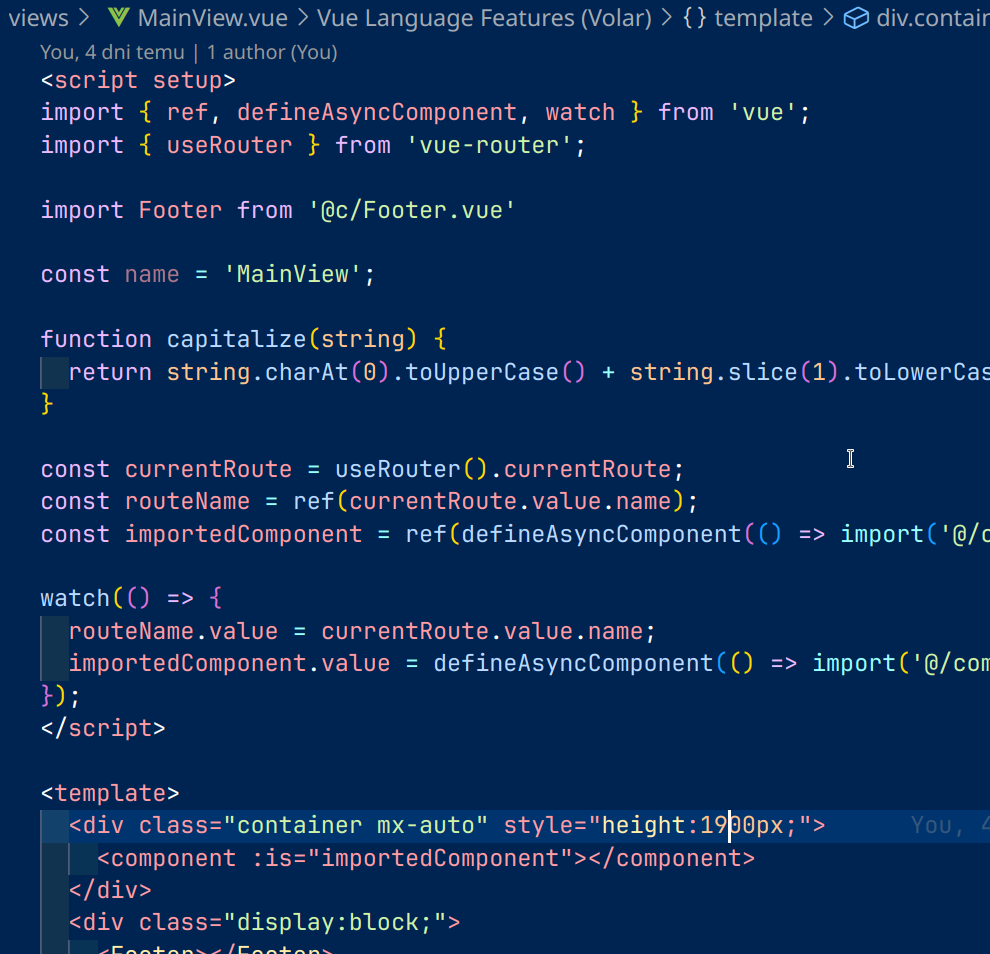 views > MainView.vue > Vue Language Features (Volar) > {} template > div.contain
You, 4 dni temu | 1 author (You)
<script setup>
import { ref, defineAsyncComponent, watch } from 'vue';
import { useRouter } from 'vue-router';
import Footer from '@c/Footer.vue'
const name = 'MainView';
function capitalize(string) {
  return string.charAt(0).toUpperCase() + string.slice(1).toLowerCas
}
const currentRoute = useRouter().currentRoute;
const routeName = ref(currentRoute.value.name);
const importedComponent = ref(defineAsyncComponent(() => import('@/c
watch(() => {
  routeName.value = currentRoute.value.name;
  importedComponent.value = defineAsyncComponent(() => import('@/com
});
</script>
<template>
  <div class="container mx-auto" style="height:1900px;"> You, 4
    <component :is="importedComponent"></component>
  </div>
  <div class="display:block;">
    <Footer></Footer>